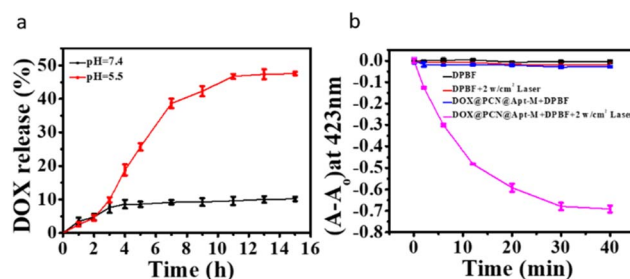 a
pH=7.4
pH=5.5
DOX release (%)
50
40
30
20
10
0
0 2 4 6 8 10 12 14 16
Time (h)
b
DPBF
DPBF+2 w/cm² Laser
DOX@PCN@Apt-M+DPBF
DOX@PCN@Apt-M+DPBF+2 w/cm² Laser
(A-A₀) at 423nm
0.0
-0.1
-0.2
-0.3
-0.4
-0.5
-0.6
-0.7
-0.8
0 10 20 30 40
Time (min)